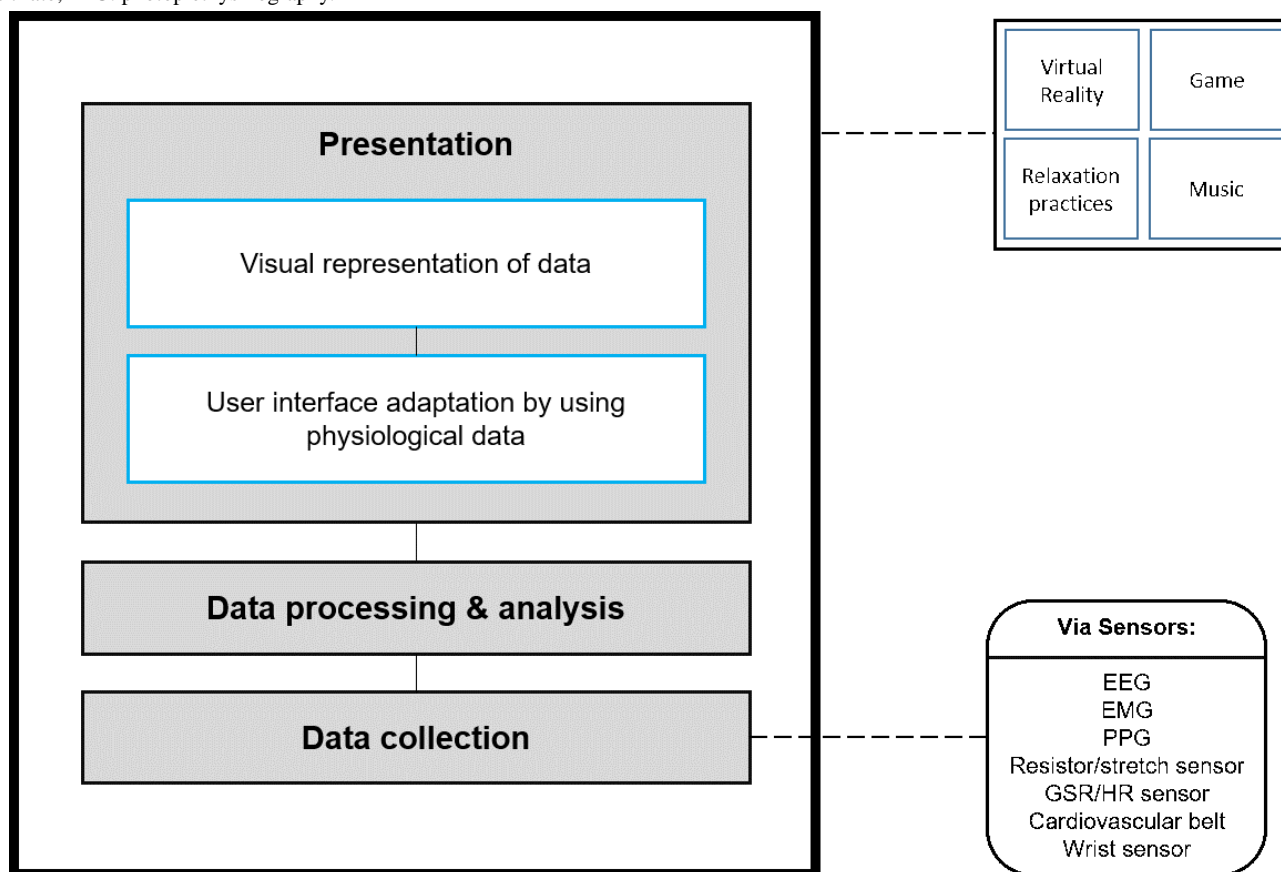 Presentation
Visual representation of data
User interface adaptation by using
physiological data
Data processing & analysis
Data collection
Virtual
Reality
Game
Relaxation
practices
Music
Via Sensors:
EEG
EMG
PPG
Resistor/stretch sensor
GSR/HR sensor
Cardiovascular belt
Wrist sensor